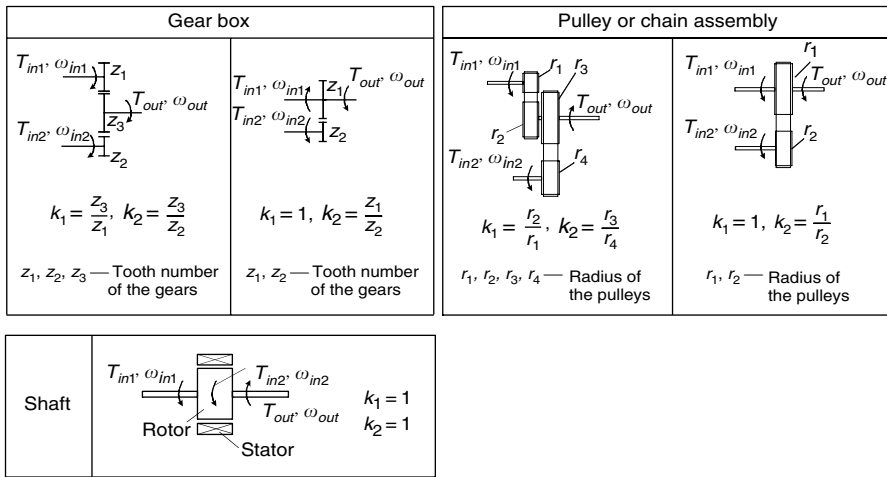 Gear box
T_in1, ω_in1
z_1
T_out, ω_out
z_3
T_in2, ω_in2
z_2
k_1 = z_3/z_1, k_2 = z_3/z_2
z_1, z_2, z_3 — Tooth number
of the gears
T_in1, ω_in1
z_1
T_out, ω_out
T_in2, ω_in2
z_2
k_1 = 1, k_2 = z_1/z_2
z_1, z_2 — Tooth number
of the gears
Pulley or chain assembly
T_in1, ω_in1
r_1
r_3
T_out, ω_out
r_2
T_in2, ω_in2
r_4
k_1 = r_2/r_1, k_2 = r_3/r_4
r_1, r_2, r_3, r_4 — Radius of
the pulleys
r_1
T_in1, ω_in1
T_out, ω_out
T_in2, ω_in2
r_2
k_1 = 1, k_2 = r_1/r_2
r_1, r_2 — Radius of
the pulleys
Shaft
T_in1, ω_in1
T_in2, ω_in2
T_out, ω_out
Rotor
Stator
k_1 = 1
k_2 = 1